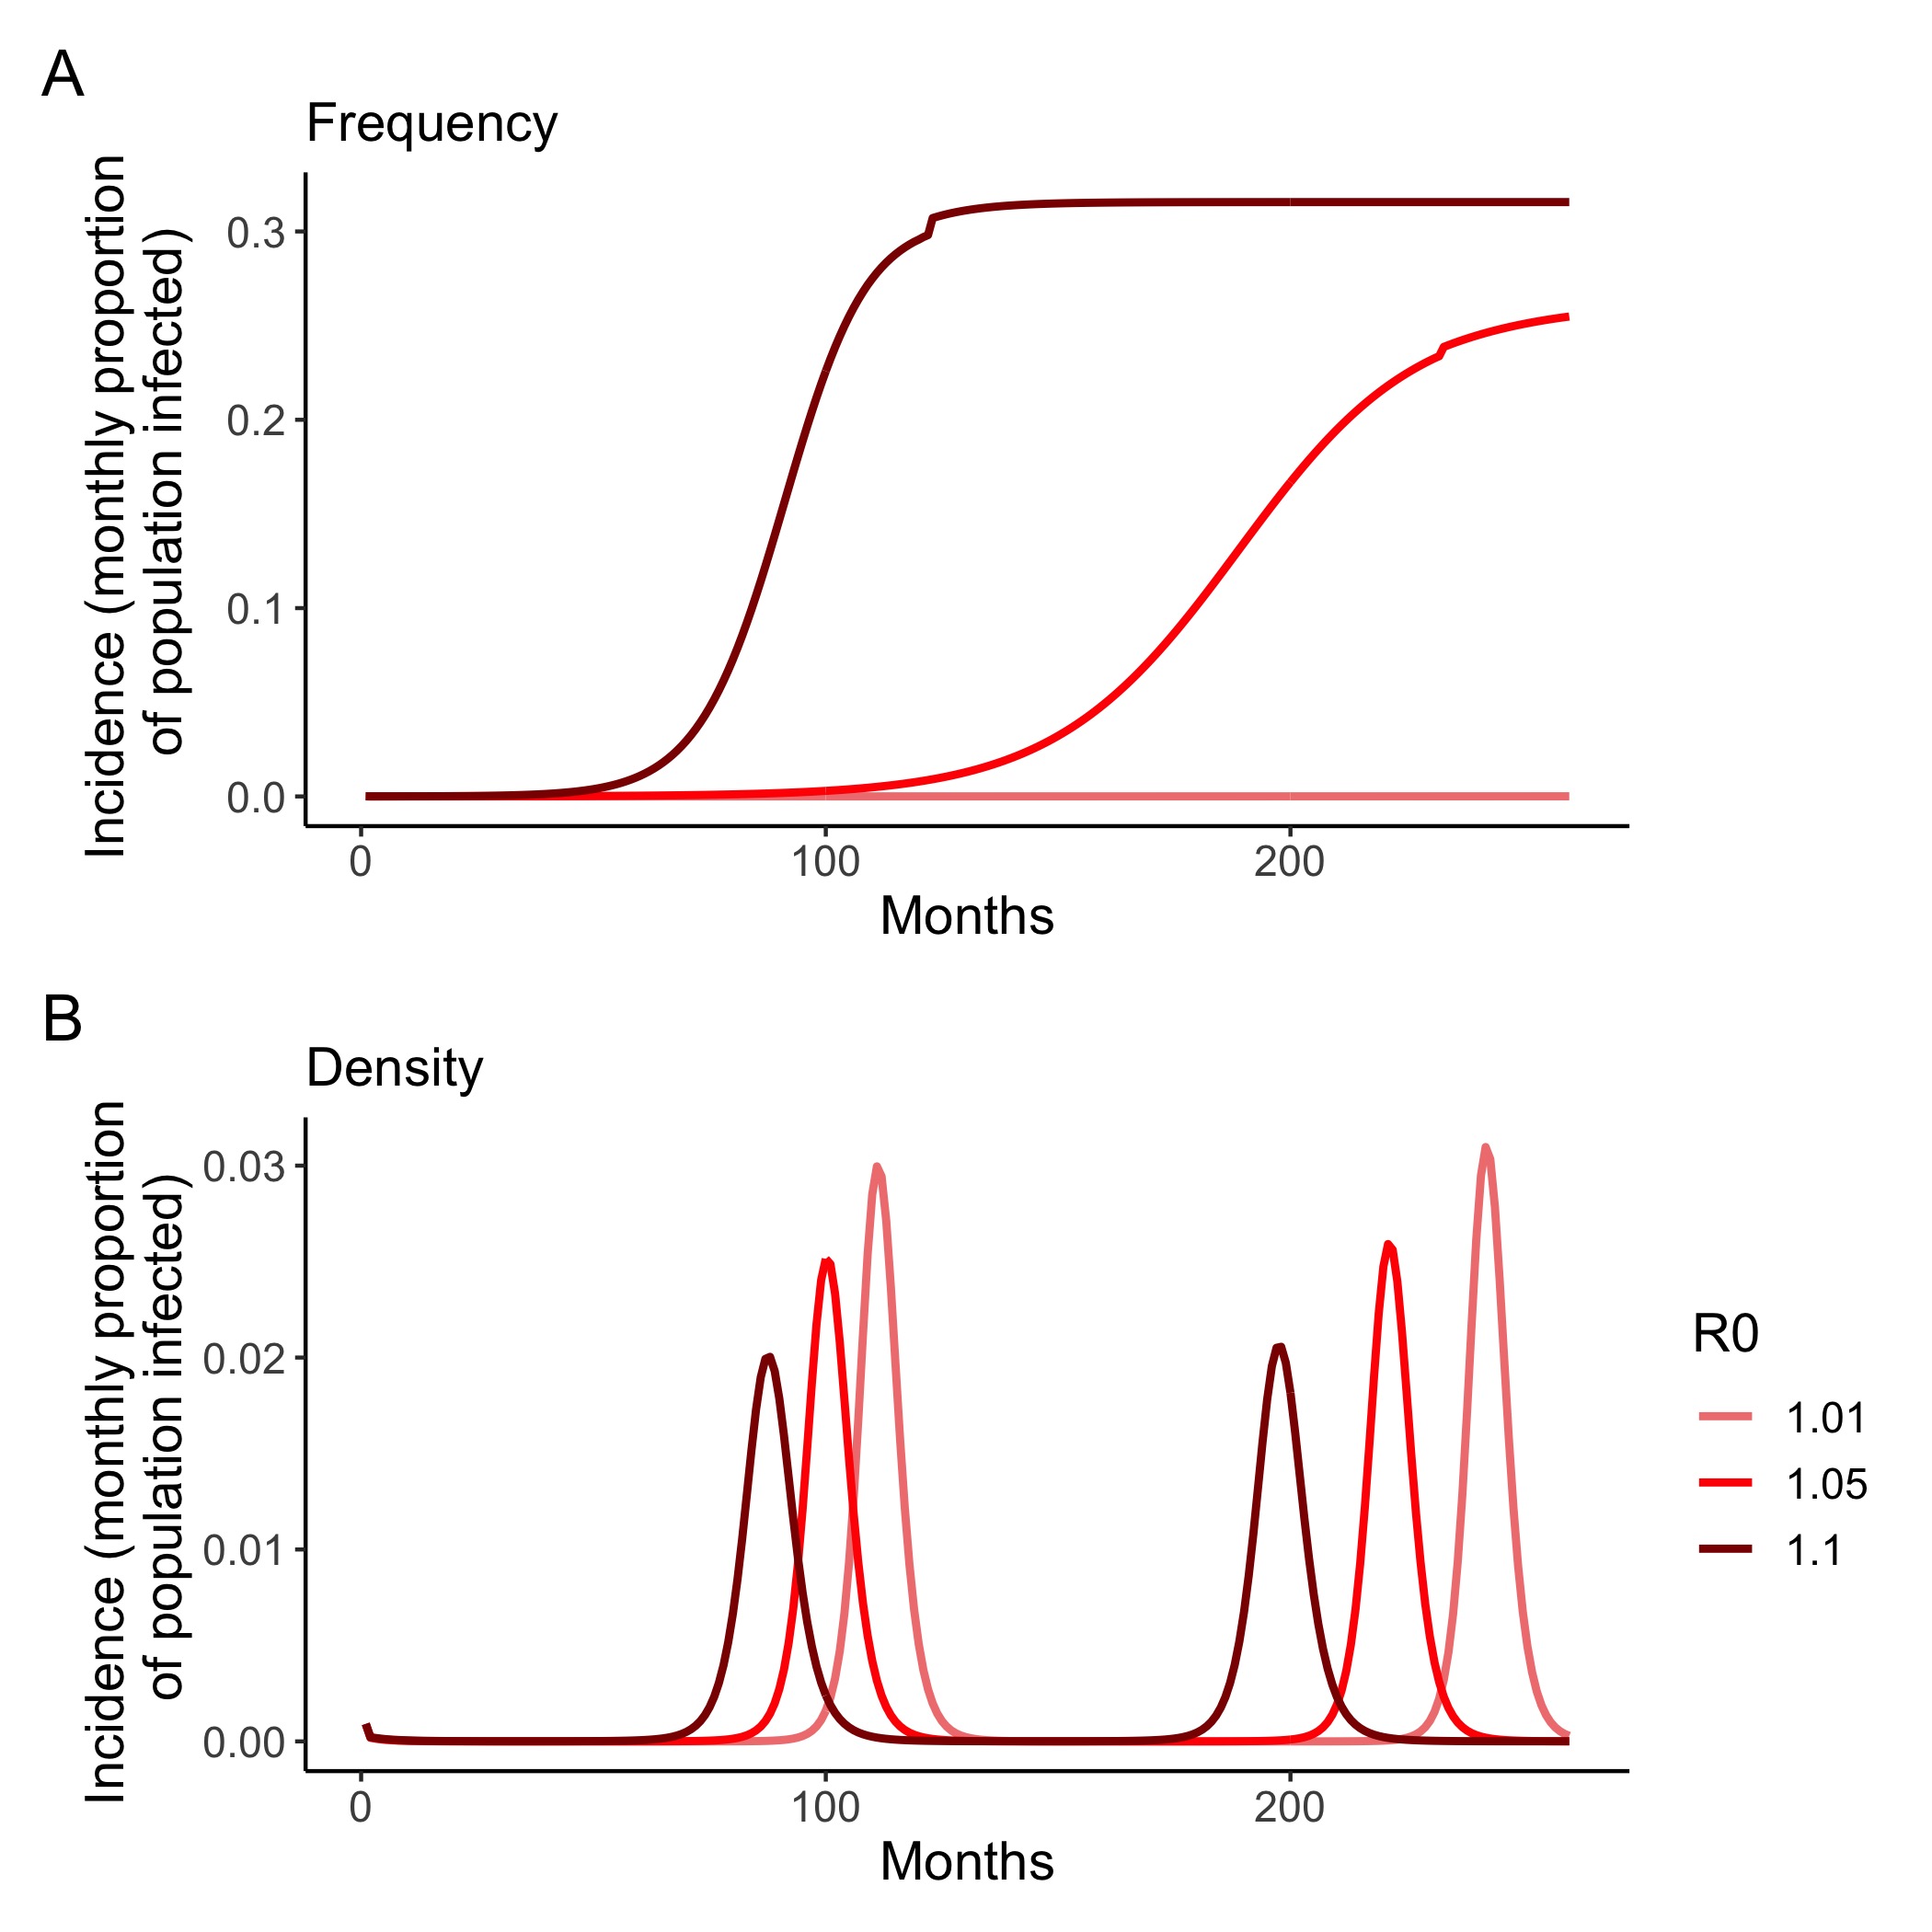 A
Frequency
Incidence (monthly proportion
of population infected)
0.3
0.2
0.1
0.0
0
100
200
Months
B
Density
Incidence (monthly proportion
of population infected)
0.03
0.02
0.01
0.00
0
100
200
Months
R0
1.01
1.05
1.1